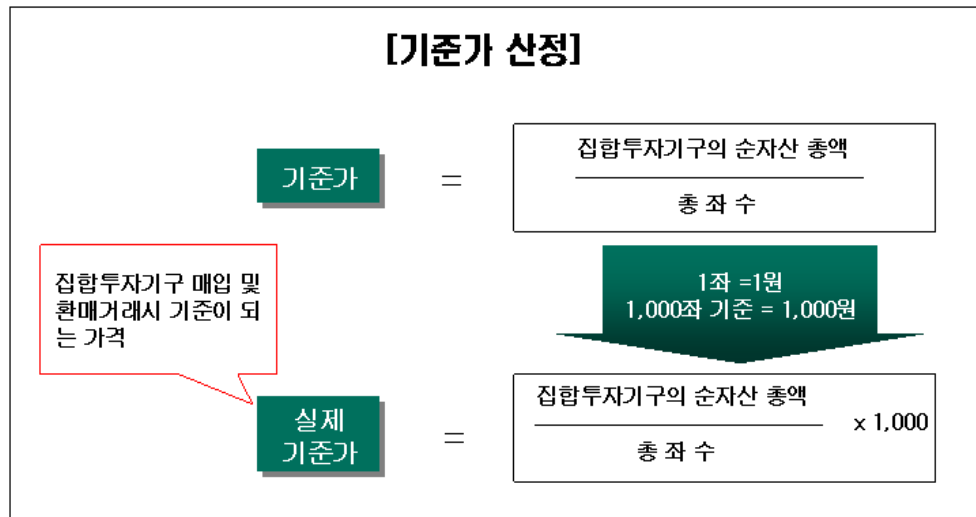 [기준가 산정]
기준가
=
집합투자기구의 순자산 총액
총 좌 수
집합투자기구 매입 및
환매거래시 기준이 되
는 가격
1좌 =1원
1,000좌 기준 = 1,000원
실제
기준가
=
집합투자기구의 순자산 총액
총 좌 수
x 1,000